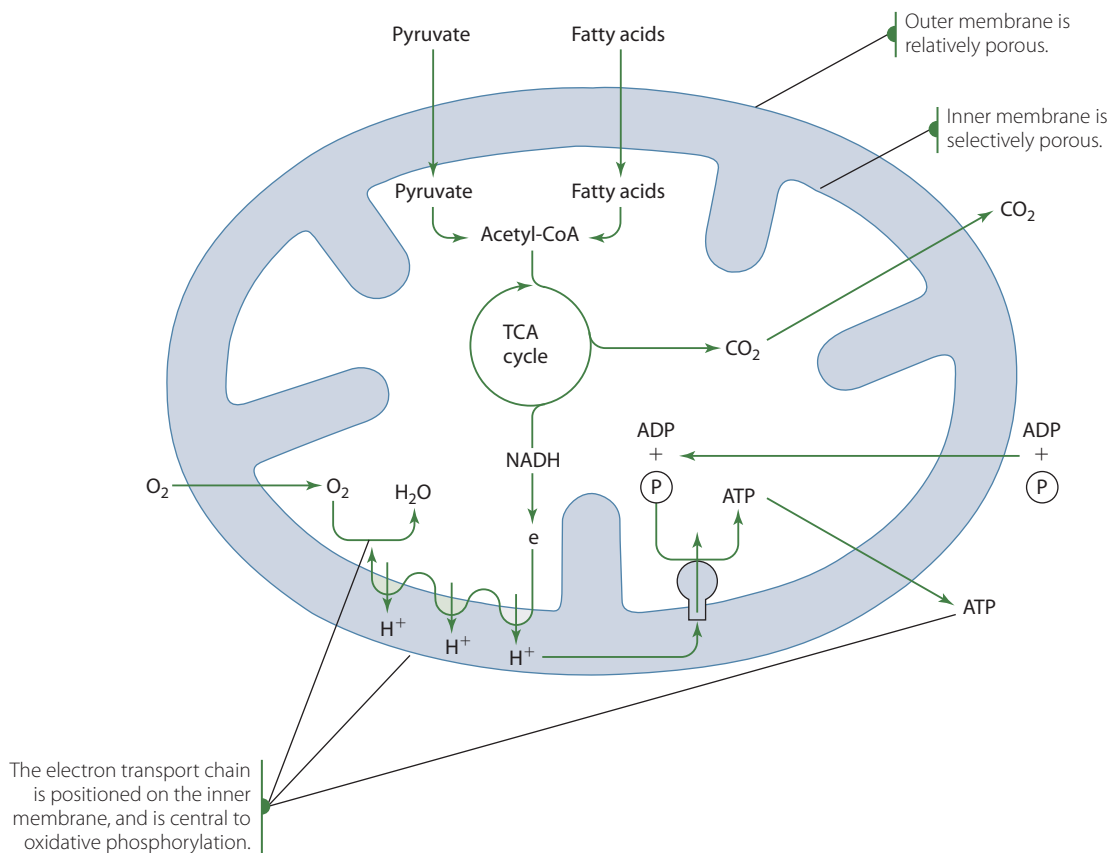 Pyruvate
Fatty acids
Outer membrane is
relatively porous.
Inner membrane is
selectively porous.
Pyruvate
Fatty acids
CO₂
Acetyl-CoA
TCA
cycle
CO₂
ADP
+
P
ADP
+
P
NADH
O₂
O₂
H₂O
ATP
e
ATP
H⁺
H⁺
H⁺
The electron transport chain
is positioned on the inner
membrane, and is central to
oxidative phosphorylation.